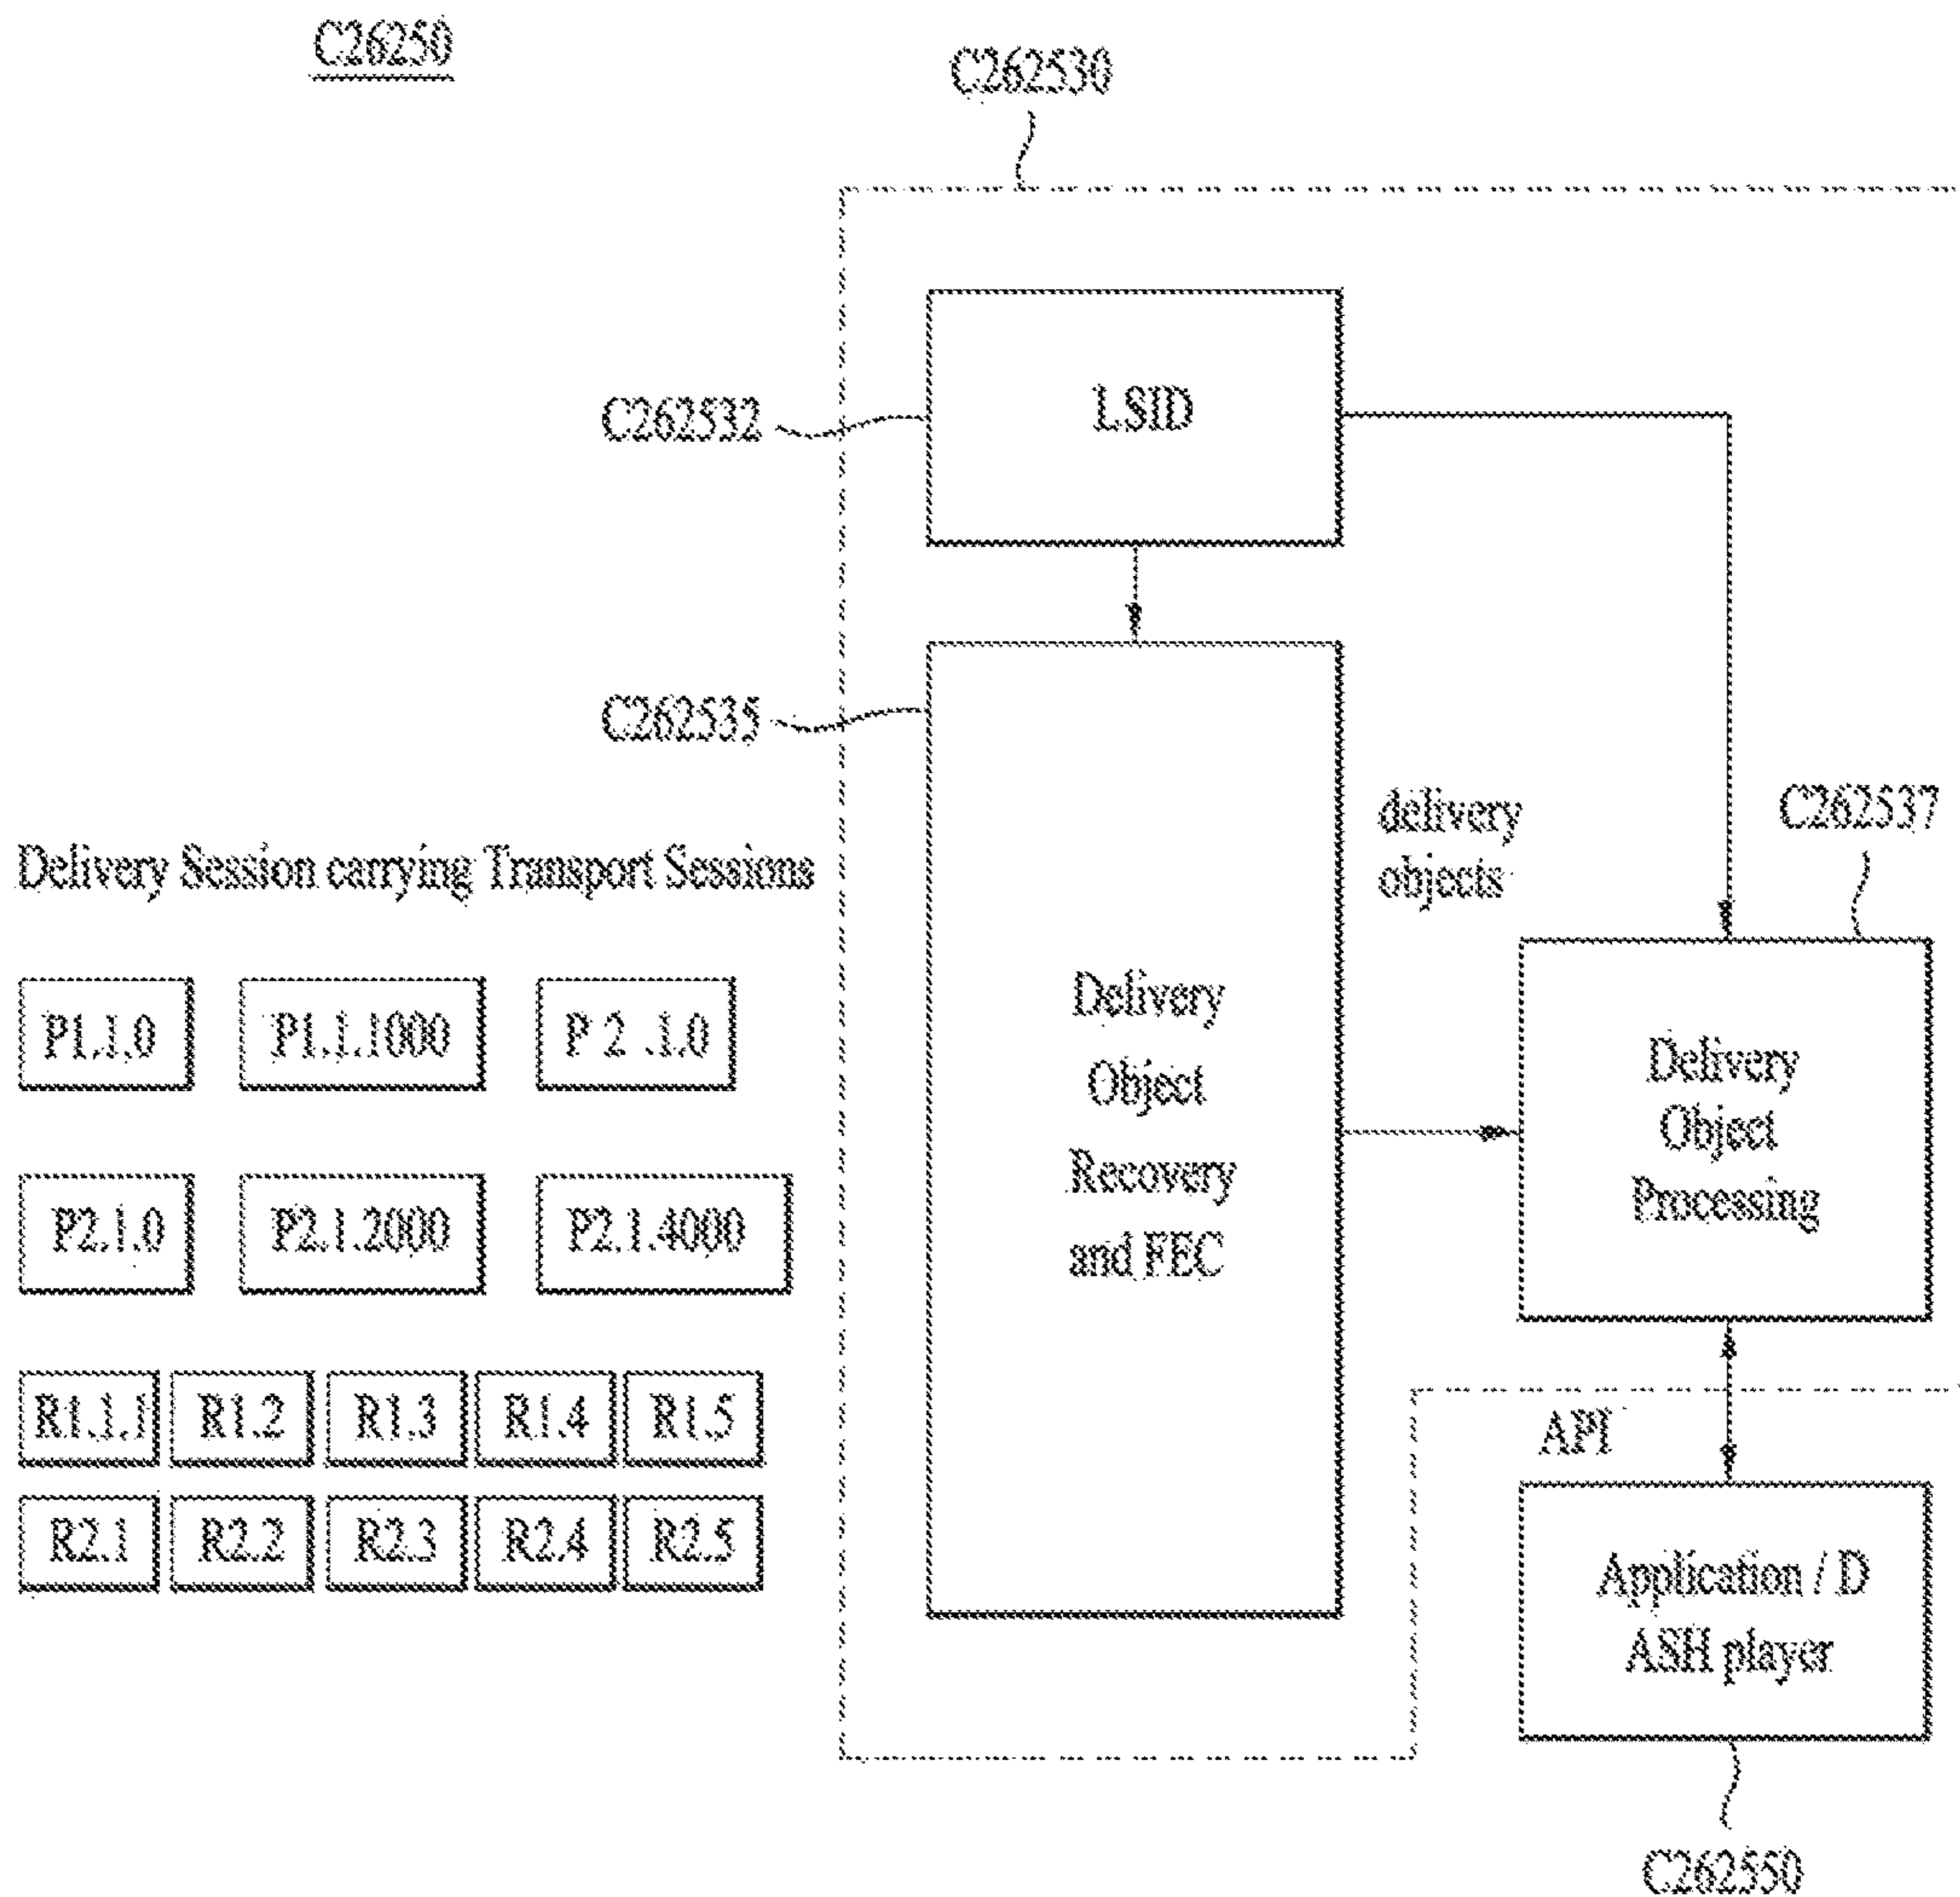 C26250
C262530
C262532
LSID
C262535
delivery
objects
C262537
Delivery Session carrying Transport Sessions
P1.1.0
P1.1.1000
P 2 .1.0
P2.1.0
P2.1.2000
P2.1.4000
R1.1.1
R1.2
R1.3
R1.4
R1.5
R2.1
R2.2
R2.3
R2.4
R2.5
Delivery
Object
Recovery
and FEC
Delivery
Object
Processing
API
Application / D
ASH player
C262550